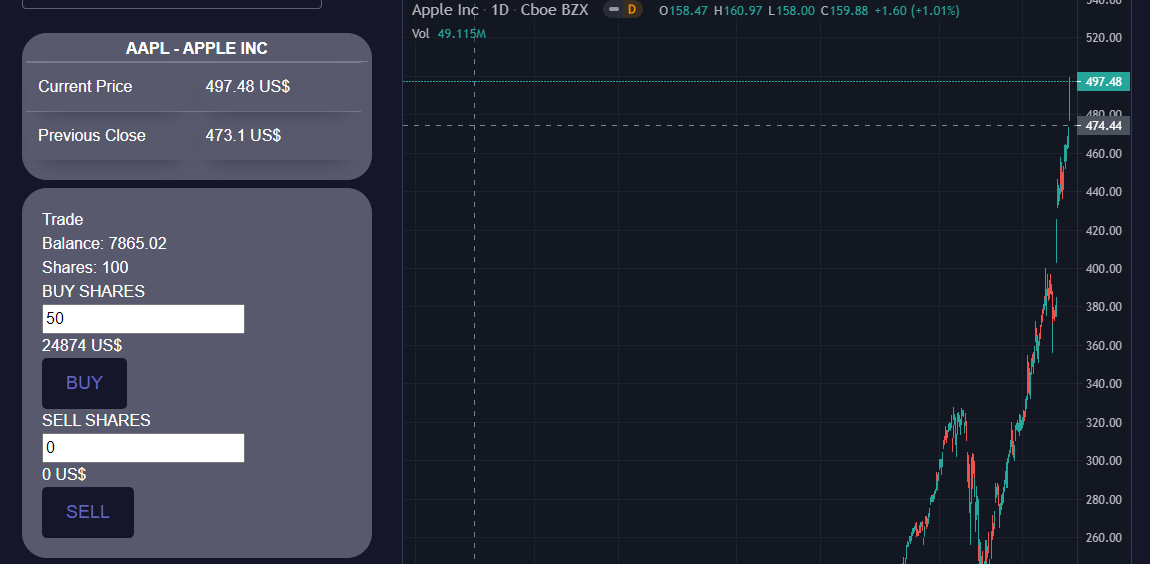 AAPL - APPLE INC
Current Price 497.48 US$
Previous Close 473.1 US$
Trade
Balance: 7865.02
Shares: 100
BUY SHARES
50
24874 US$
BUY
SELL SHARES
0
0 US$
SELL
Apple Inc · 1D · Cboe BZX D O158.47 H160.97 L158.00 C159.88 +1.60 (+1.01%)
Vol 49.115M
540.00
520.00
497.48
480.00
474.44
460.00
440.00
420.00
400.00
380.00
360.00
340.00
320.00
300.00
280.00
260.00